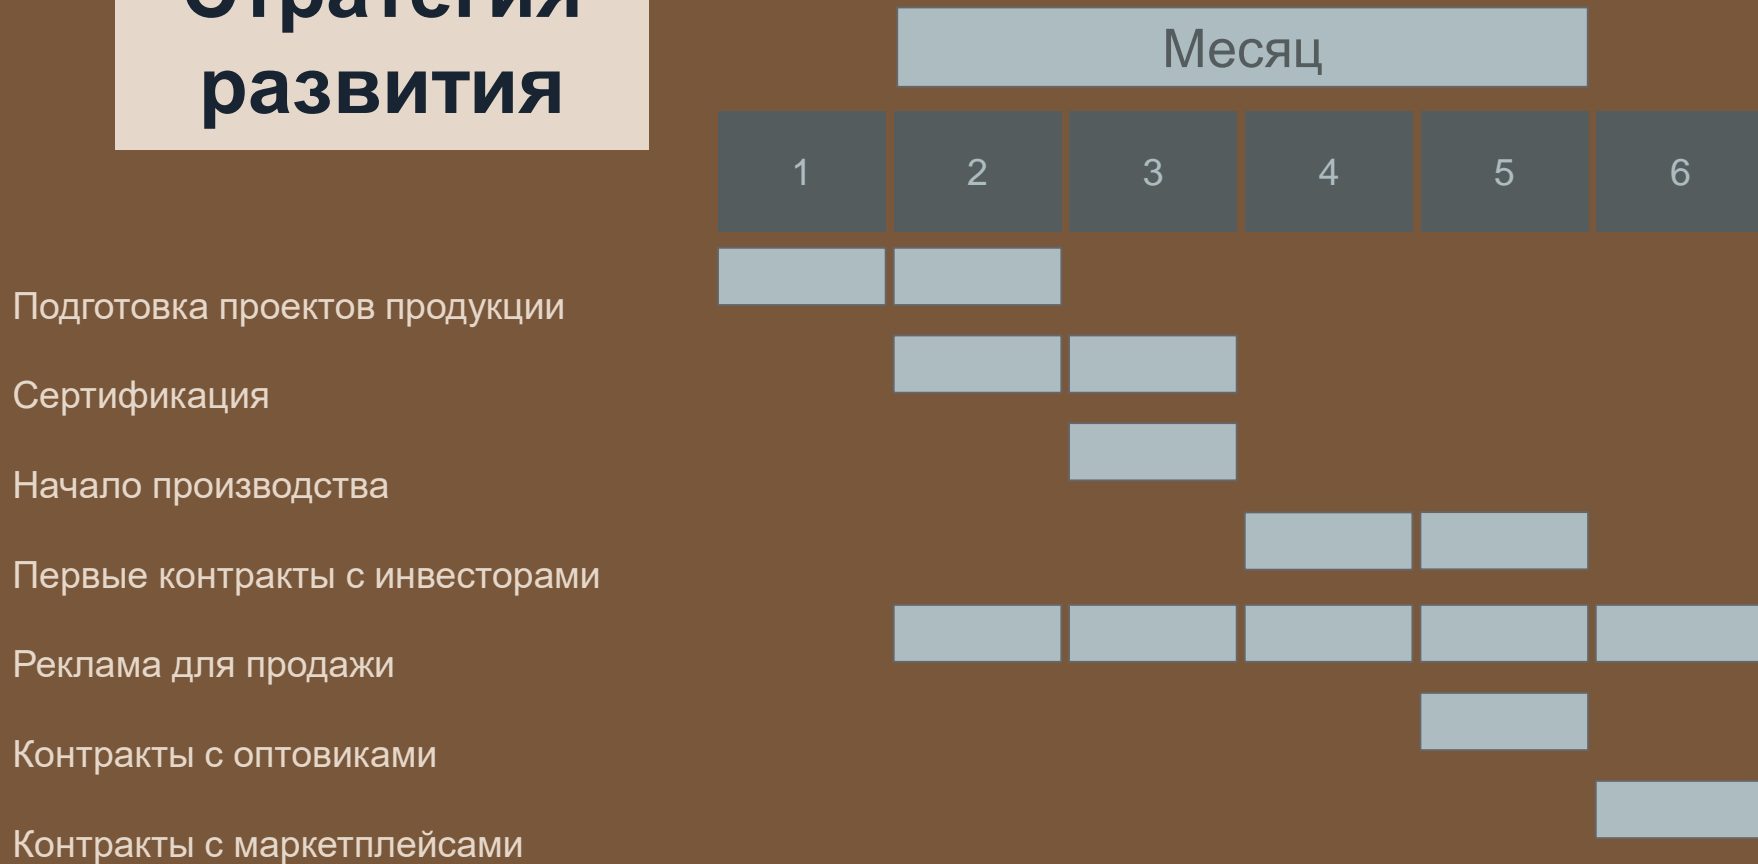 Стратегия
развития
Месяц
1 2 3 4 5 6
Подготовка проектов продукции
Сертификация
Начало производства
Первые контракты с инвесторами
Реклама для продажи
Контракты с оптовиками
Контракты с маркетплейсами